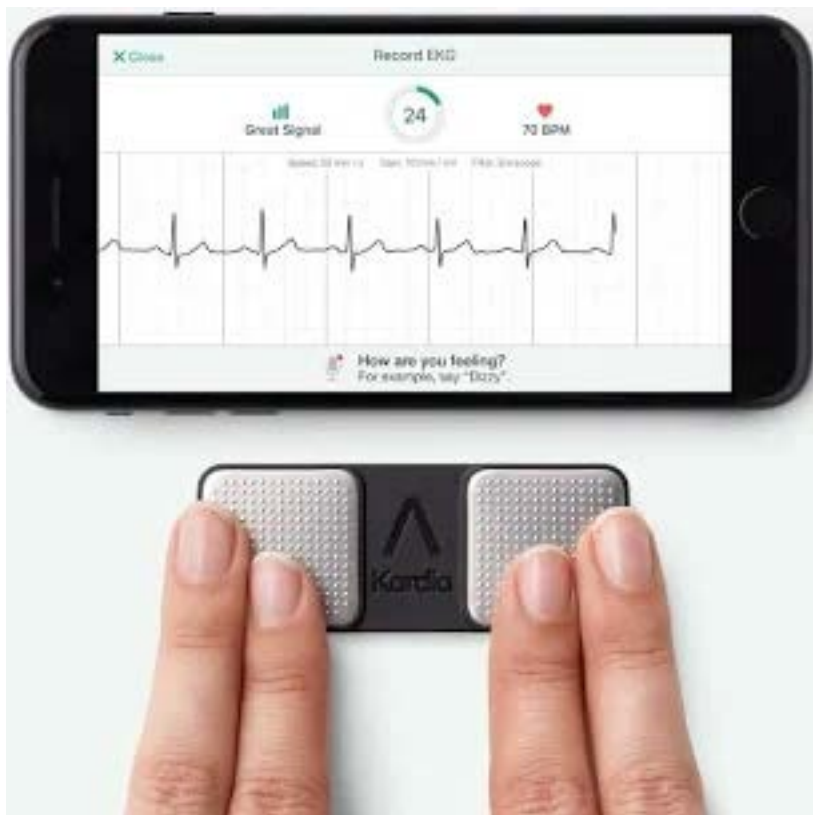 X Close
Record EKG
24
Great Signal
70 BPM
How are you feeling?
For example, say "Dizzy".
Kardia